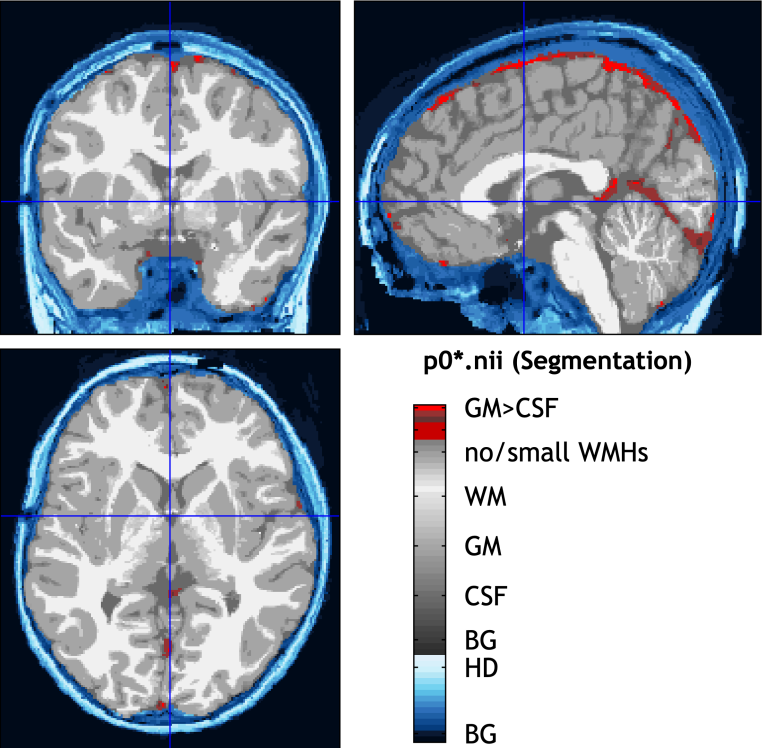 p0*.nii (Segmentation)
GM>CSF
no/small WMHs
WM
GM
CSF
BG
HD
BG